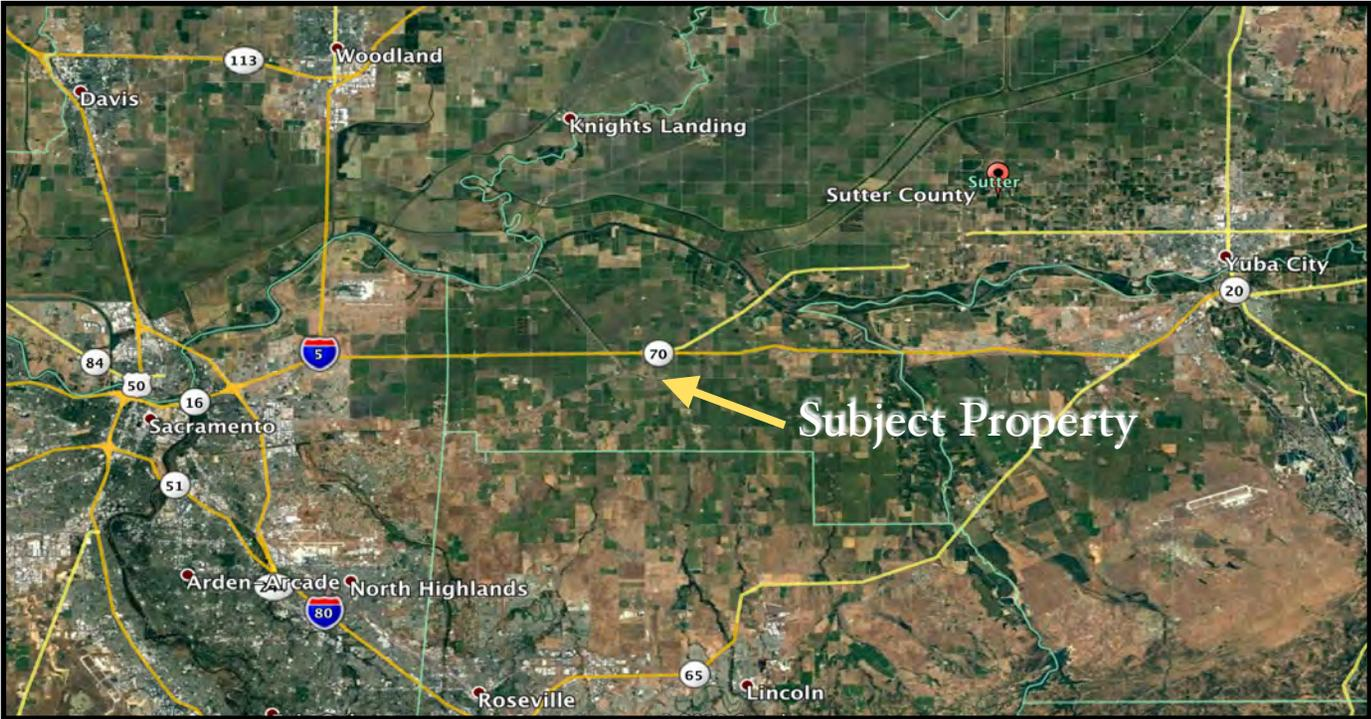 Woodland
113
Davis
Knights Landing
Sutter
Sutter County
Yuba City
20
5
70
84
50
16
Subject Property
Sacramento
51
Arden-Arcade
North Highlands
80
65
Roseville
Lincoln